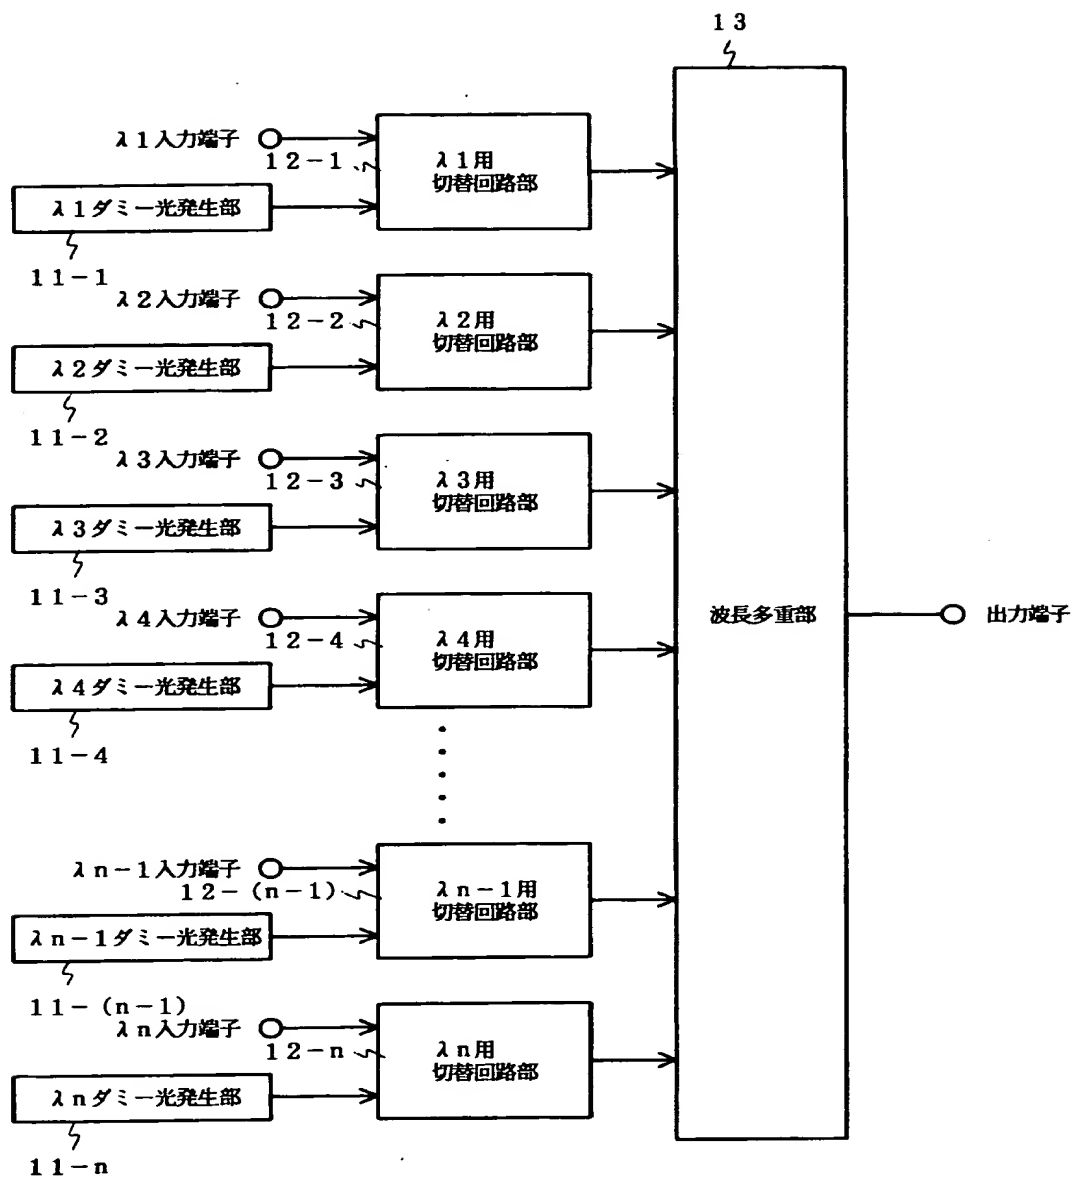 １３
λ１入力端子
１２－１
λ１用
切替回路部
λ１ダミー光発生部
１１－１
λ２入力端子
１２－２
λ２用
切替回路部
λ２ダミー光発生部
１１－２
λ３入力端子
１２－３
λ３用
切替回路部
λ３ダミー光発生部
１１－３
λ４入力端子
１２－４
λ４用
切替回路部
λ４ダミー光発生部
１１－４
波長多重部
出力端子
λｎ－１入力端子
１２－（ｎ－１）
λｎ－１用
切替回路部
λｎ－１ダミー光発生部
１１－（ｎ－１）
λｎ入力端子
１２－ｎ
λｎ用
切替回路部
λｎダミー光発生部
１１－ｎ